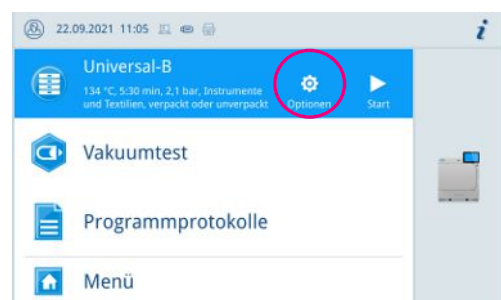 22.09.2021 11:05
i
Universal-B
134 °C, 5:30 min, 2,1 bar, Instrumente
und Textilien, verpackt oder unverpackt
Optionen
Start
Vakuumtest
Programmprotokolle
Menü